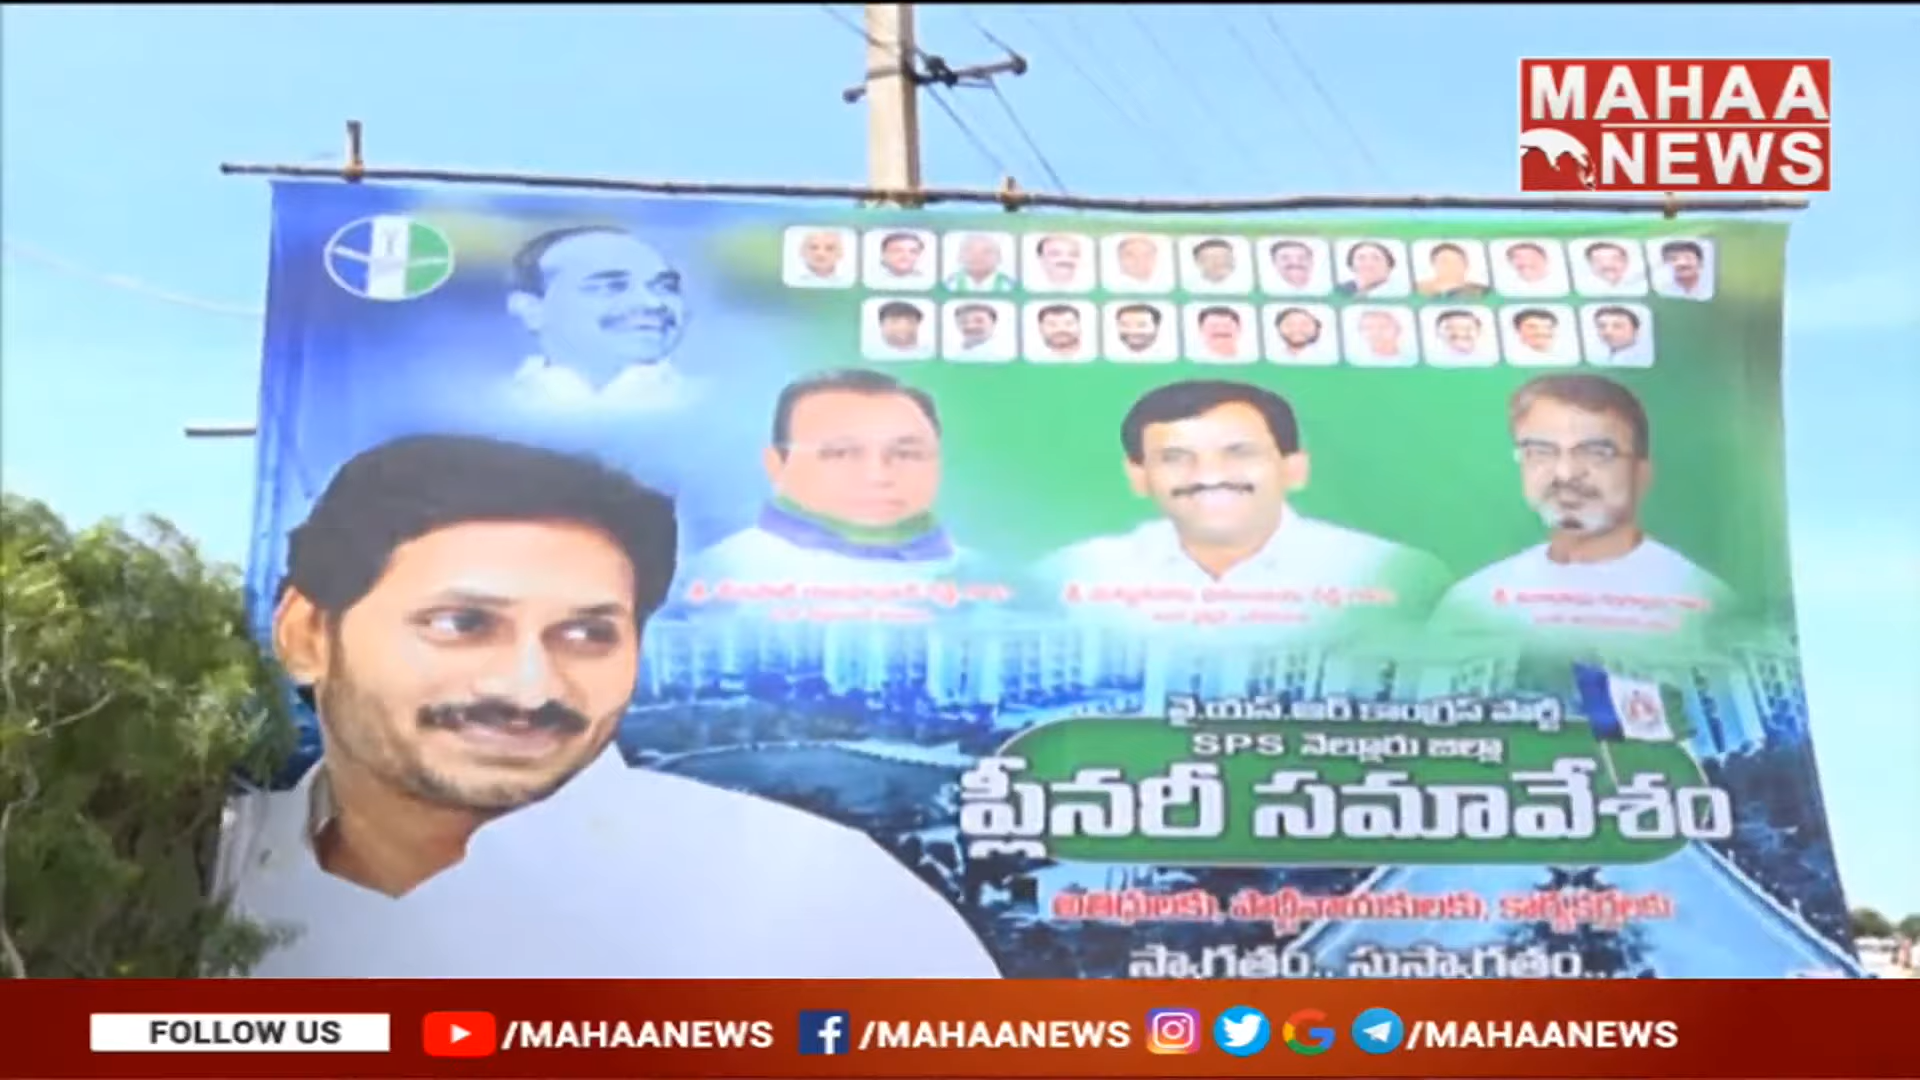 MAHAA
NEWS
వై.యస్.ఆర్ కాంగ్రెస్ పార్టీ
SPS నెల్లూరు జిల్లా
ప్లీనరీ సమావేశం
అతిథులకు, పార్టీనాయకులకు, కార్యకర్తలకు
స్వాగతం.. సుస్వాగతం..
FOLLOW US /MAHAANEWS /MAHAANEWS /MAHAANEWS